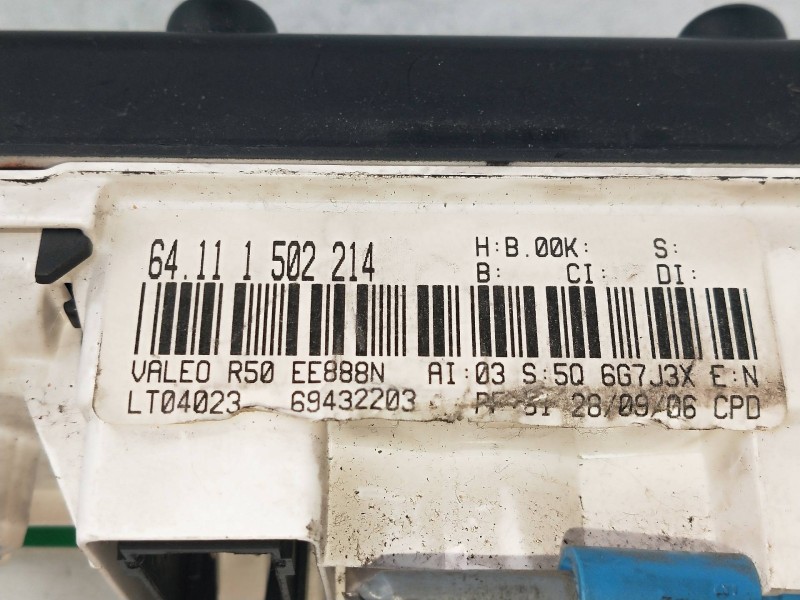 64.11 1 502 214
H:B.00K: S:
B: CI: DI:
VALEO R50 EE888N AI:03 S:5Q 6G7J3X E:N
LT04023 69432203 28/09/06 CPD